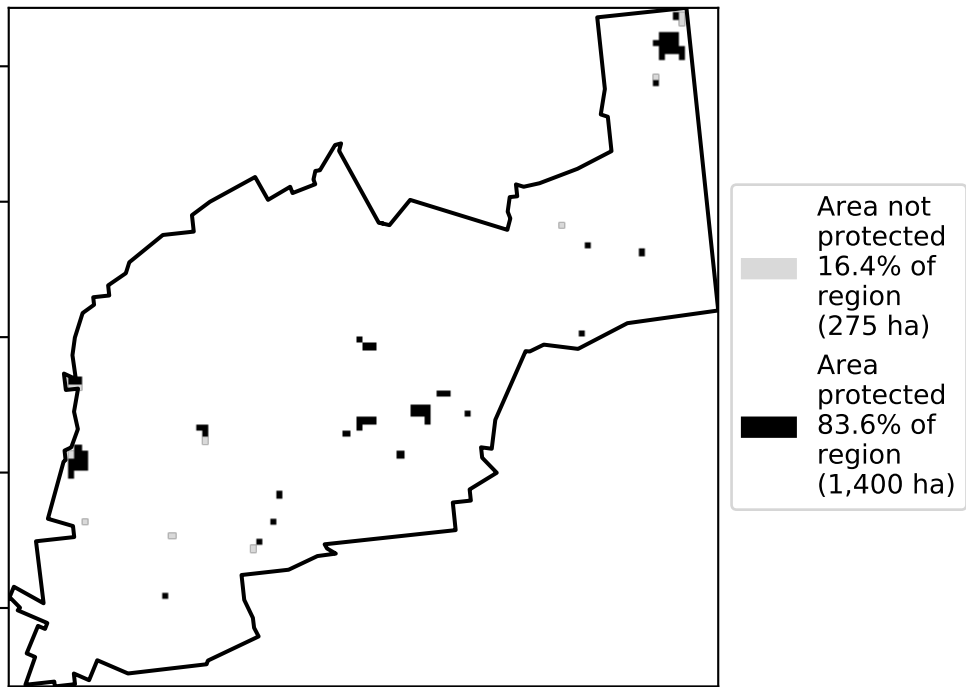 Area not
protected
16.4% of
region
(275 ha)
Area
protected
83.6% of
region
(1,400 ha)